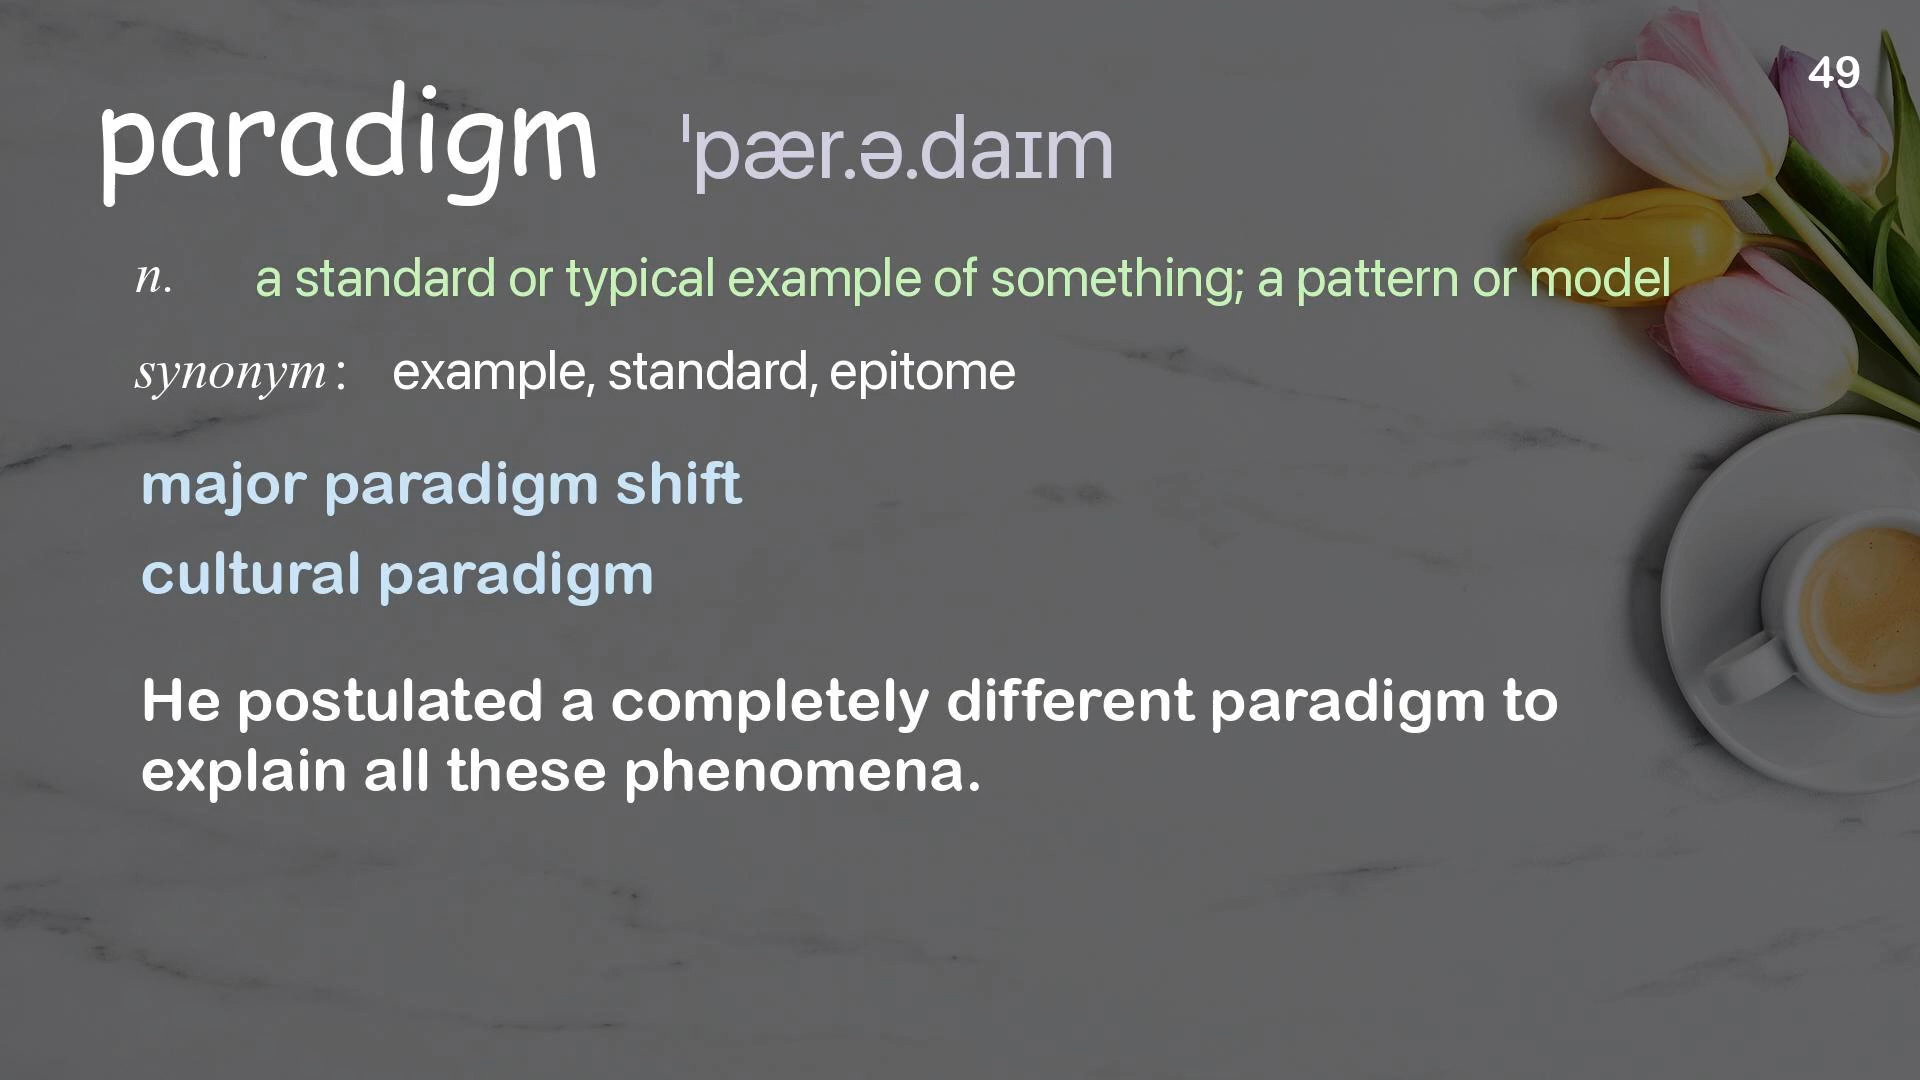 49
paradigm ˈpær.ə.daɪm
n. a standard or typical example of something; a pattern or model
synonym: example, standard, epitome
major paradigm shift
cultural paradigm
He postulated a completely different paradigm to
explain all these phenomena.